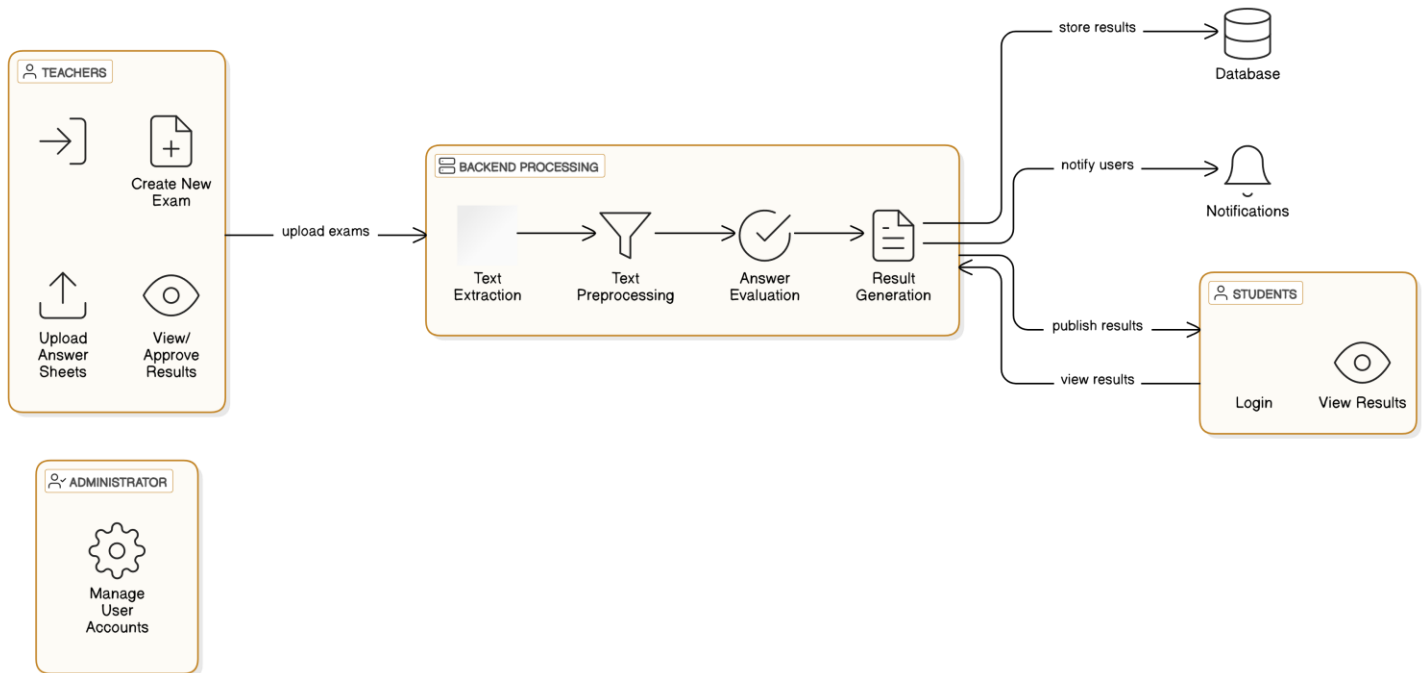 TEACHERS
Create New
Exam
Upload
Answer
Sheets
View/
Approve
Results
upload exams
BACKEND PROCESSING
Text
Extraction
Text
Preprocessing
Answer
Evaluation
Result
Generation
store results
Database
notify users
Notifications
publish results
view results
STUDENTS
Login
View Results
ADMINISTRATOR
Manage
User
Accounts